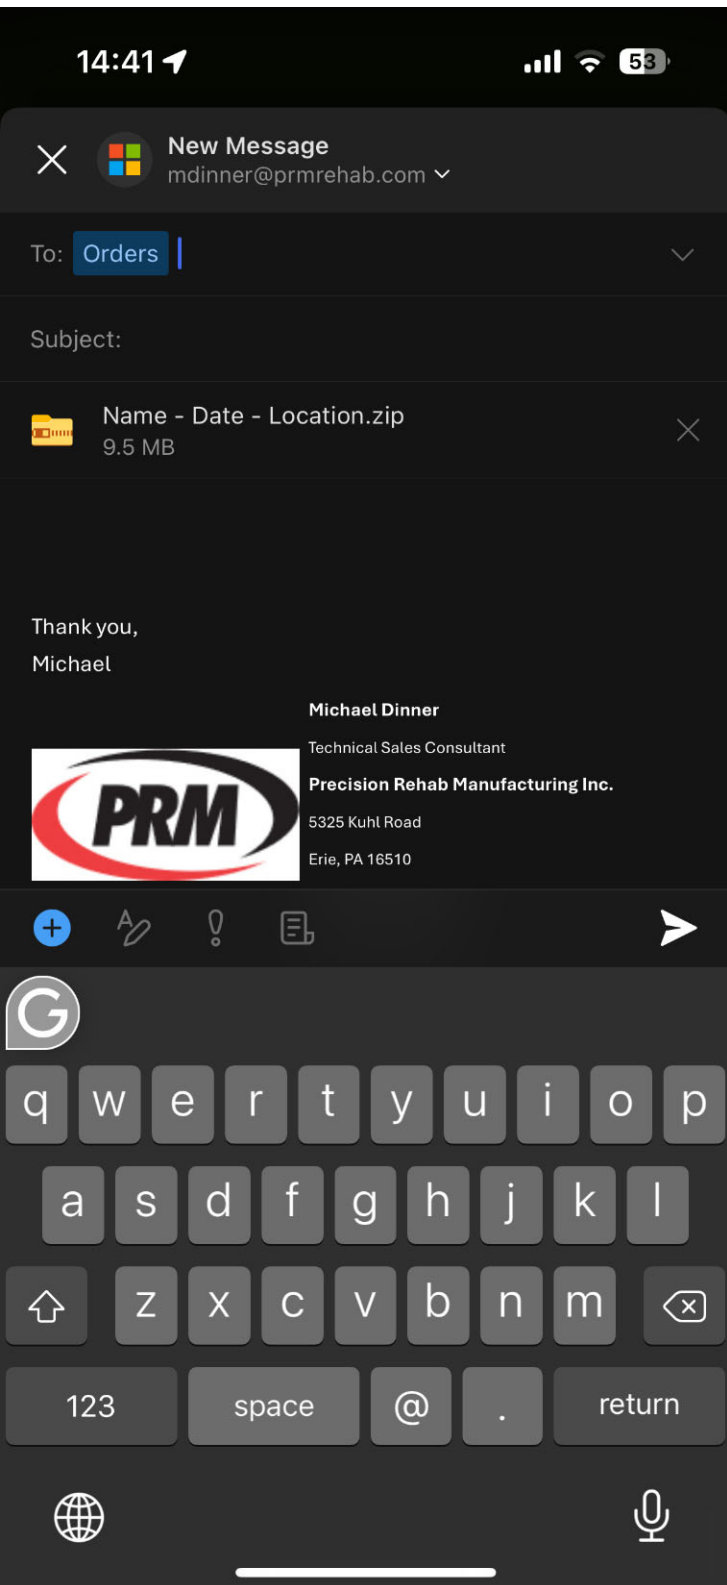 14:41
53
New Message
mdinner@prmrehab.com
To: Orders
Subject:
Name - Date - Location.zip
9.5 MB
Thank you,
Michael
Michael Dinner
Technical Sales Consultant
PRM
Precision Rehab Manufacturing Inc.
5325 Kuhl Road
Erie, PA 16510
G
q w e r t y u i o p
a s d f g h j k l
z x c v b n m
123 space @ . return